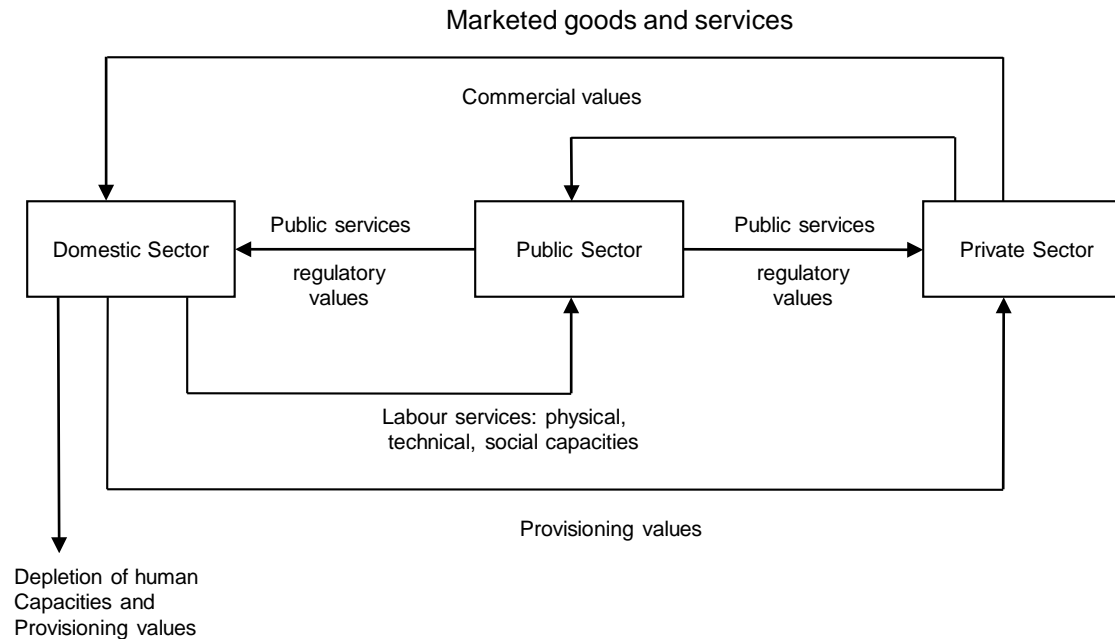 Marketed goods and services
Commercial values
Domestic Sector
Public services
regulatory
values
Public Sector
Public services
regulatory
values
Private Sector
Labour services: physical,
technical, social capacities
Provisioning values
Depletion of human
Capacities and
Provisioning values